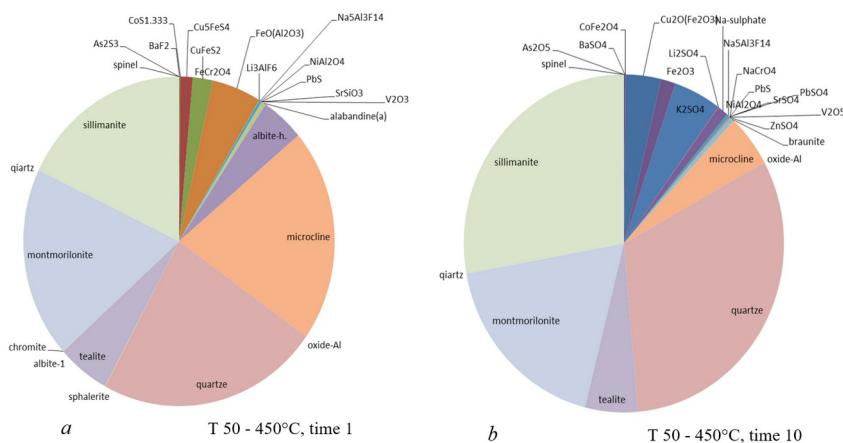 CoS1.333
Na5Al3F14
Cu5FeS4
As2S3
BaF2
CuFeS2
FeO(Al2O3)
spinel
FeCr2O4
Li3AlF6
NiAl2O4
PbS
SrSiO3
V2O3
alabandine(a)
sillimanite
albite-h.
qiartz
montmorilonite
microcline
chromite
albite-1
tealite
sphalerite
quartze
oxide-Al
a
T 50 - 450°C, time 1
CoFe2O4
Cu2O(Fe2O3)
Na-sulphate
As2O5
BaSO4
Li2SO4
Na5Al3F14
spinel
Fe2O3
NaCrO4
PbS
PbSO4
K2SO4
NiAl2O4
SrSO4
V2O5
ZnSO4
braunite
sillimanite
microcline
oxide-Al
qiartz
quartze
montmorilonite
tealite
b
T 50 - 450°C, time 10